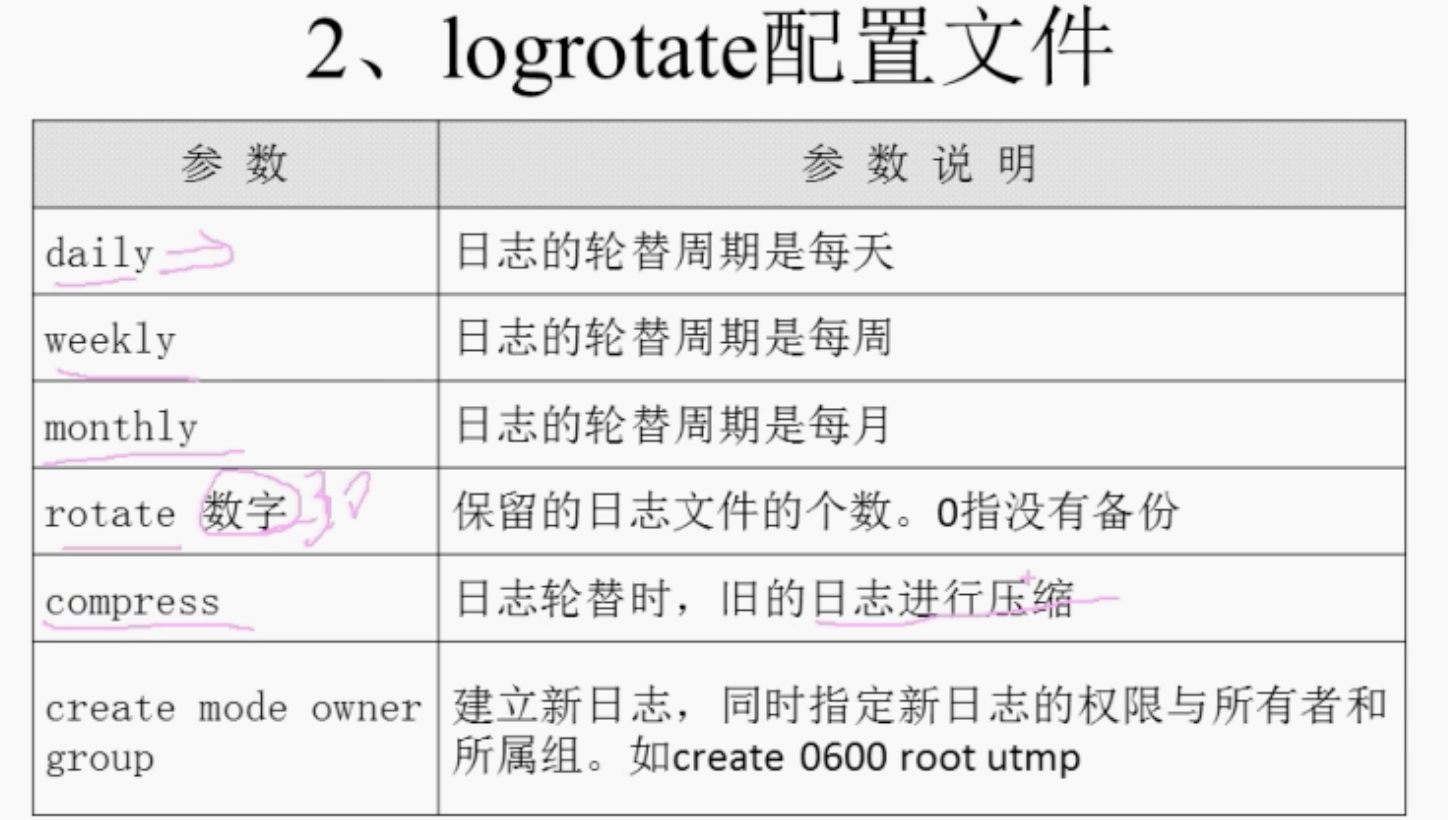 2、logrotate配置文件
参 数 参 数 说 明
daily 日志的轮替周期是每天
weekly 日志的轮替周期是每周
monthly 日志的轮替周期是每月
rotate 数字 30 保留的日志文件的个数。0指没有备份
compress 日志轮替时，旧的日志进行压缩
create mode owner
group
建立新日志，同时指定新日志的权限与所有者和
所属组。如create 0600 root utmp